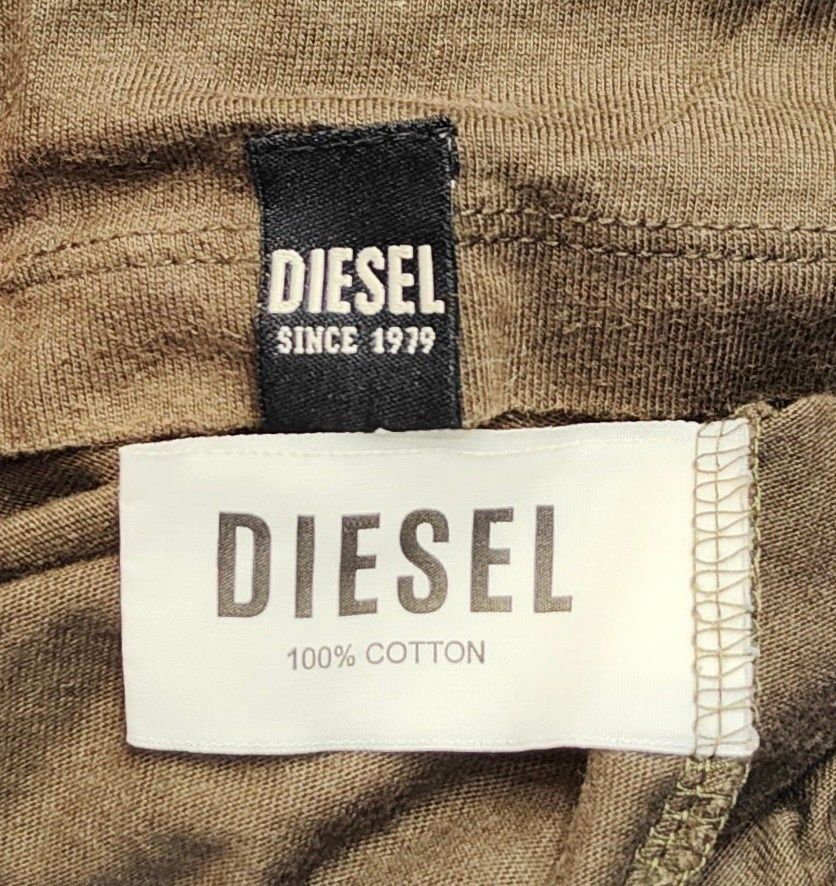 DIESEL
SINCE 1979
DIESEL
100% COTTON